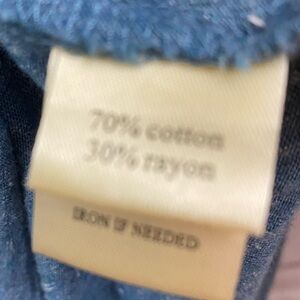 70% cotton
30% rayon
IRON IF NEEDED